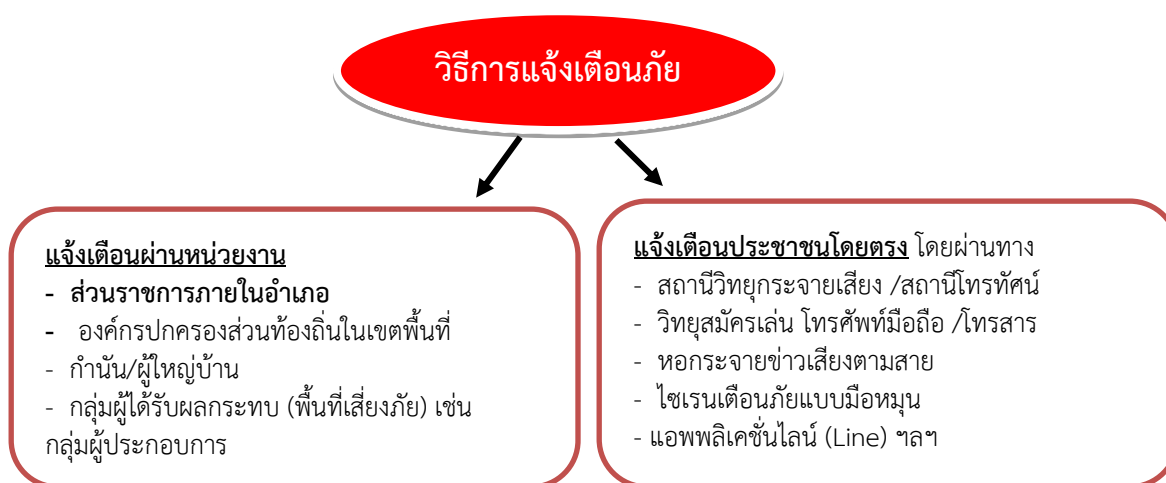 วิธีการแจ้งเตือนภัย
แจ้งเตือนผ่านหน่วยงาน
- ส่วนราชการภายในอำเภอ
- องค์กรปกครองส่วนท้องถิ่นในเขตพื้นที่
- กำนัน/ผู้ใหญ่บ้าน
- กลุ่มผู้ได้รับผลกระทบ (พื้นที่เสี่ยงภัย) เช่น
กลุ่มผู้ประกอบการ
แจ้งเตือนประชาชนโดยตรง โดยผ่านทาง
- สถานีวิทยุกระจายเสียง /สถานีโทรทัศน์
- วิทยุสมัครเล่น โทรศัพท์มือถือ /โทรสาร
- หอกระจายข่าวเสียงตามสาย
- ไซเรนเตือนภัยแบบมือหมุน
- แอพพลิเคชั่นไลน์ (Line) ฯลฯ